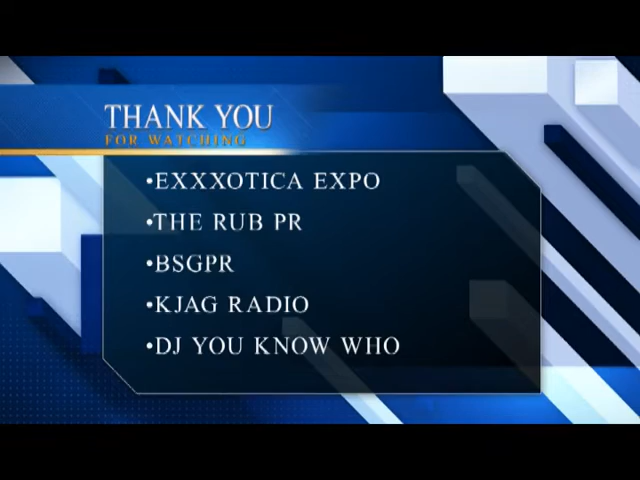 THANK YOU
FOR WATCHING
•EXXXOTICA EXPO
•THE RUB PR
•BSGPR
•KJAG RADIO
•DJ YOU KNOW WHO